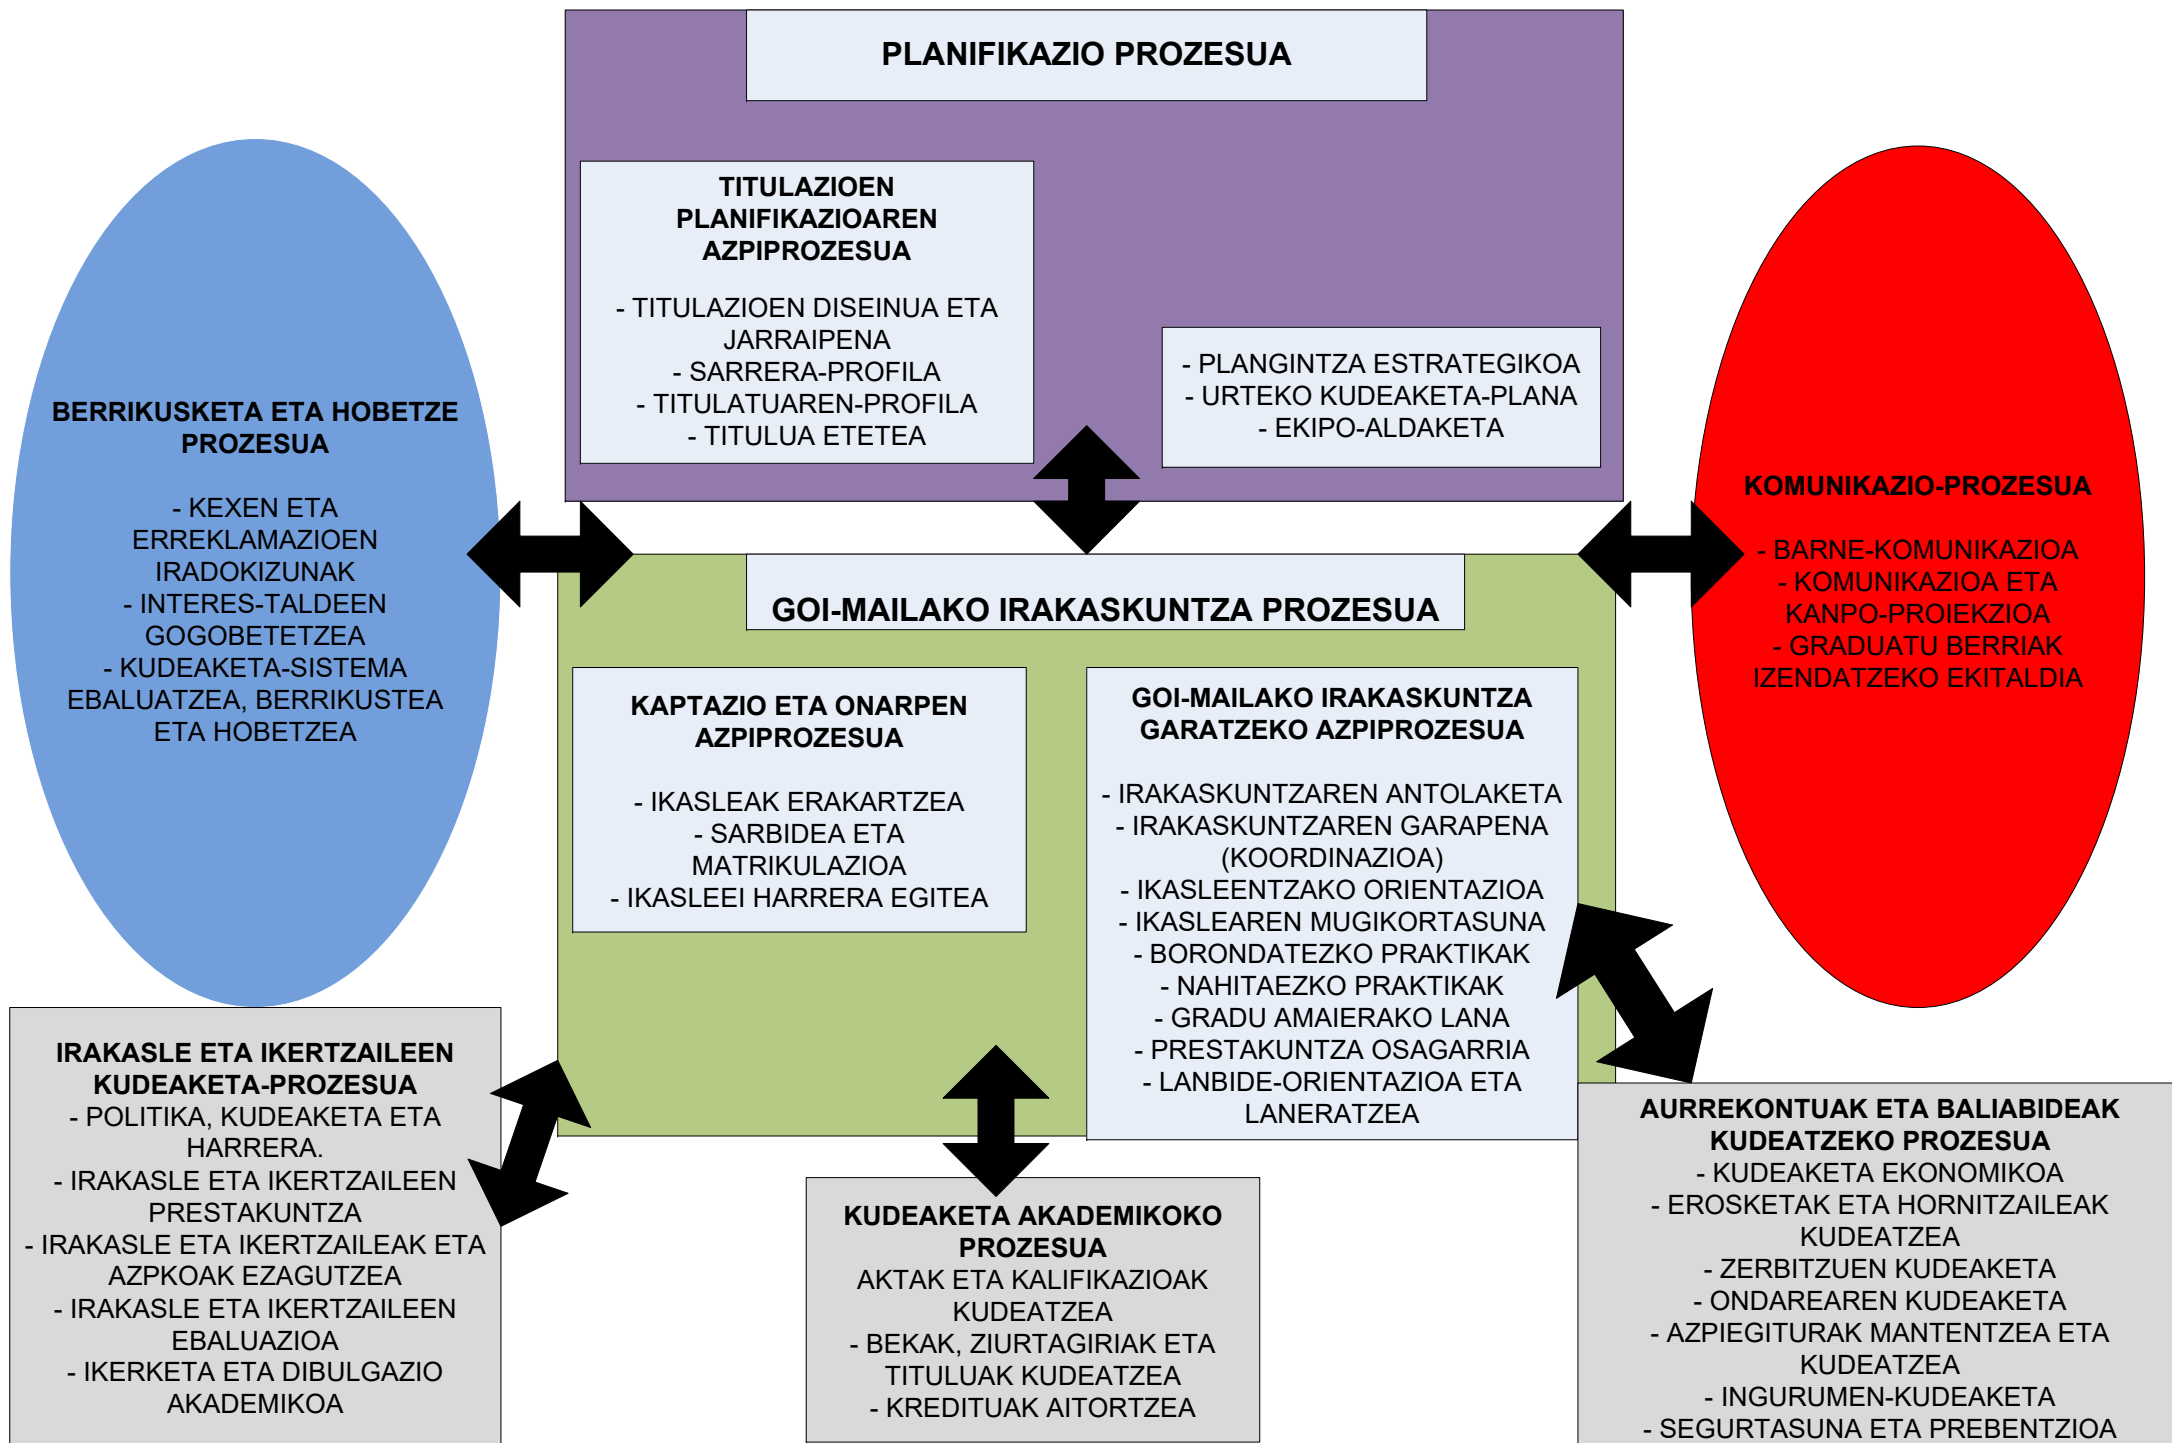 PLANIFIKAZIO PROZESUA
TITULAZIOEN
PLANIFIKAZIOAREN
AZPIPROZESUA
- TITULAZIOEN DISEINUA ETA
JARRAIPENA
- SARRERA-PROFILA
- TITULATUAREN-PROFILA
- TITULUA ETETEA
- PLANGINTZA ESTRATEGIKOA
- URTEKO KUDEAKETA-PLANA
- EKIPO-ALDAKETA
BERRIKUSKETA ETA HOBETZE
PROZESUA
- KEXEN ETA
ERREKLAMAZIOEN
IRADOKIZUNAK
- INTERES-TALDEEN
GOGOBETETZEA
- KUDEAKETA-SISTEMA
EBALUATZEA, BERRIKUSTEA
ETA HOBETZEA
KOMUNIKAZIO-PROZESUA
- BARNE-KOMUNIKAZIOA
- KOMUNIKAZIOA ETA
KANPO-PROIEKZIOA
- GRADUATU BERRIAK
IZENDATZEKO EKITALDIA
GOI-MAILAKO IRAKASKUNTZA PROZESUA
KAPTAZIO ETA ONARPEN
AZPIPROZESUA
- IKASLEAK ERAKARTZEA
- SARBIDEA ETA
MATRIKULAZIOA
- IKASLEEI HARRERA EGITEA
GOI-MAILAKO IRAKASKUNTZA
GARATZEKO AZPIPROZESUA
- IRAKASKUNTZAREN ANTOLAKETA
- IRAKASKUNTZAREN GARAPENA
(KOORDINAZIOA)
- IKASLEENTZAKO ORIENTAZIOA
- IKASLEAREN MUGIKORTASUNA
- BORONDATEZKO PRAKTIKAK
- NAHITAEZKO PRAKTIKAK
- GRADU AMAIERAKO LANA
- PRESTAKUNTZA OSAGARRIA
- LANBIDE-ORIENTAZIOA ETA
LANERATZEA
IRAKASLE ETA IKERTZAILEEN
KUDEAKETA-PROZESUA
- POLITIKA, KUDEAKETA ETA
HARRERA.
- IRAKASLE ETA IKERTZAILEEN
PRESTAKUNTZA
- IRAKASLE ETA IKERTZAILEAK ETA
AZPKOAK EZAGUTZEA
- IRAKASLE ETA IKERTZAILEEN
EBALUAZIOA
- IKERKETA ETA DIBULGAZIO
AKADEMIKOA
KUDEAKETA AKADEMIKOKO
PROZESUA
AKTAK ETA KALIFIKAZIOAK
KUDEATZEA
- BEKAK, ZIURTAGIRIAK ETA
TITULUAK KUDEATZEA
- KREDITUAK AITORTZEA
AURREKONTUAK ETA BALIABIDEAK
KUDEATZEKO PROZESUA
- KUDEAKETA EKONOMIKOA
- EROSKETAK ETA HORNITZAILEAK
KUDEATZEA
- ZERBITZUEN KUDEAKETA
- ONDAREAREN KUDEAKETA
- AZPIEGITURAK MANTENTZEA ETA
KUDEATZEA
- INGURUMEN-KUDEAKETA
- SEGURTASUNA ETA PREBENTZIOA